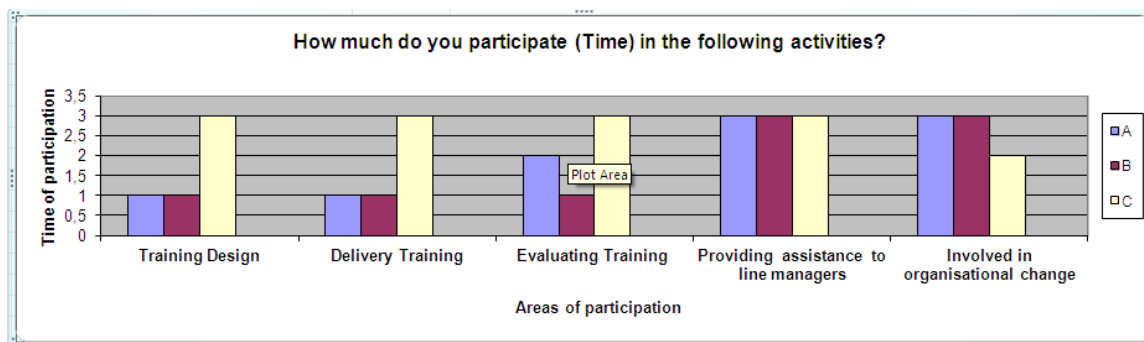 How much do you participate (Time) in the following activities?
Time of participation
3,5
3
2,5
2
1,5
1
0,5
0
Plot Area
A
B
C
Training Design
Delivery Training
Evaluating Training
Providing assistance to
line managers
Involved in
organisational change
Areas of participation